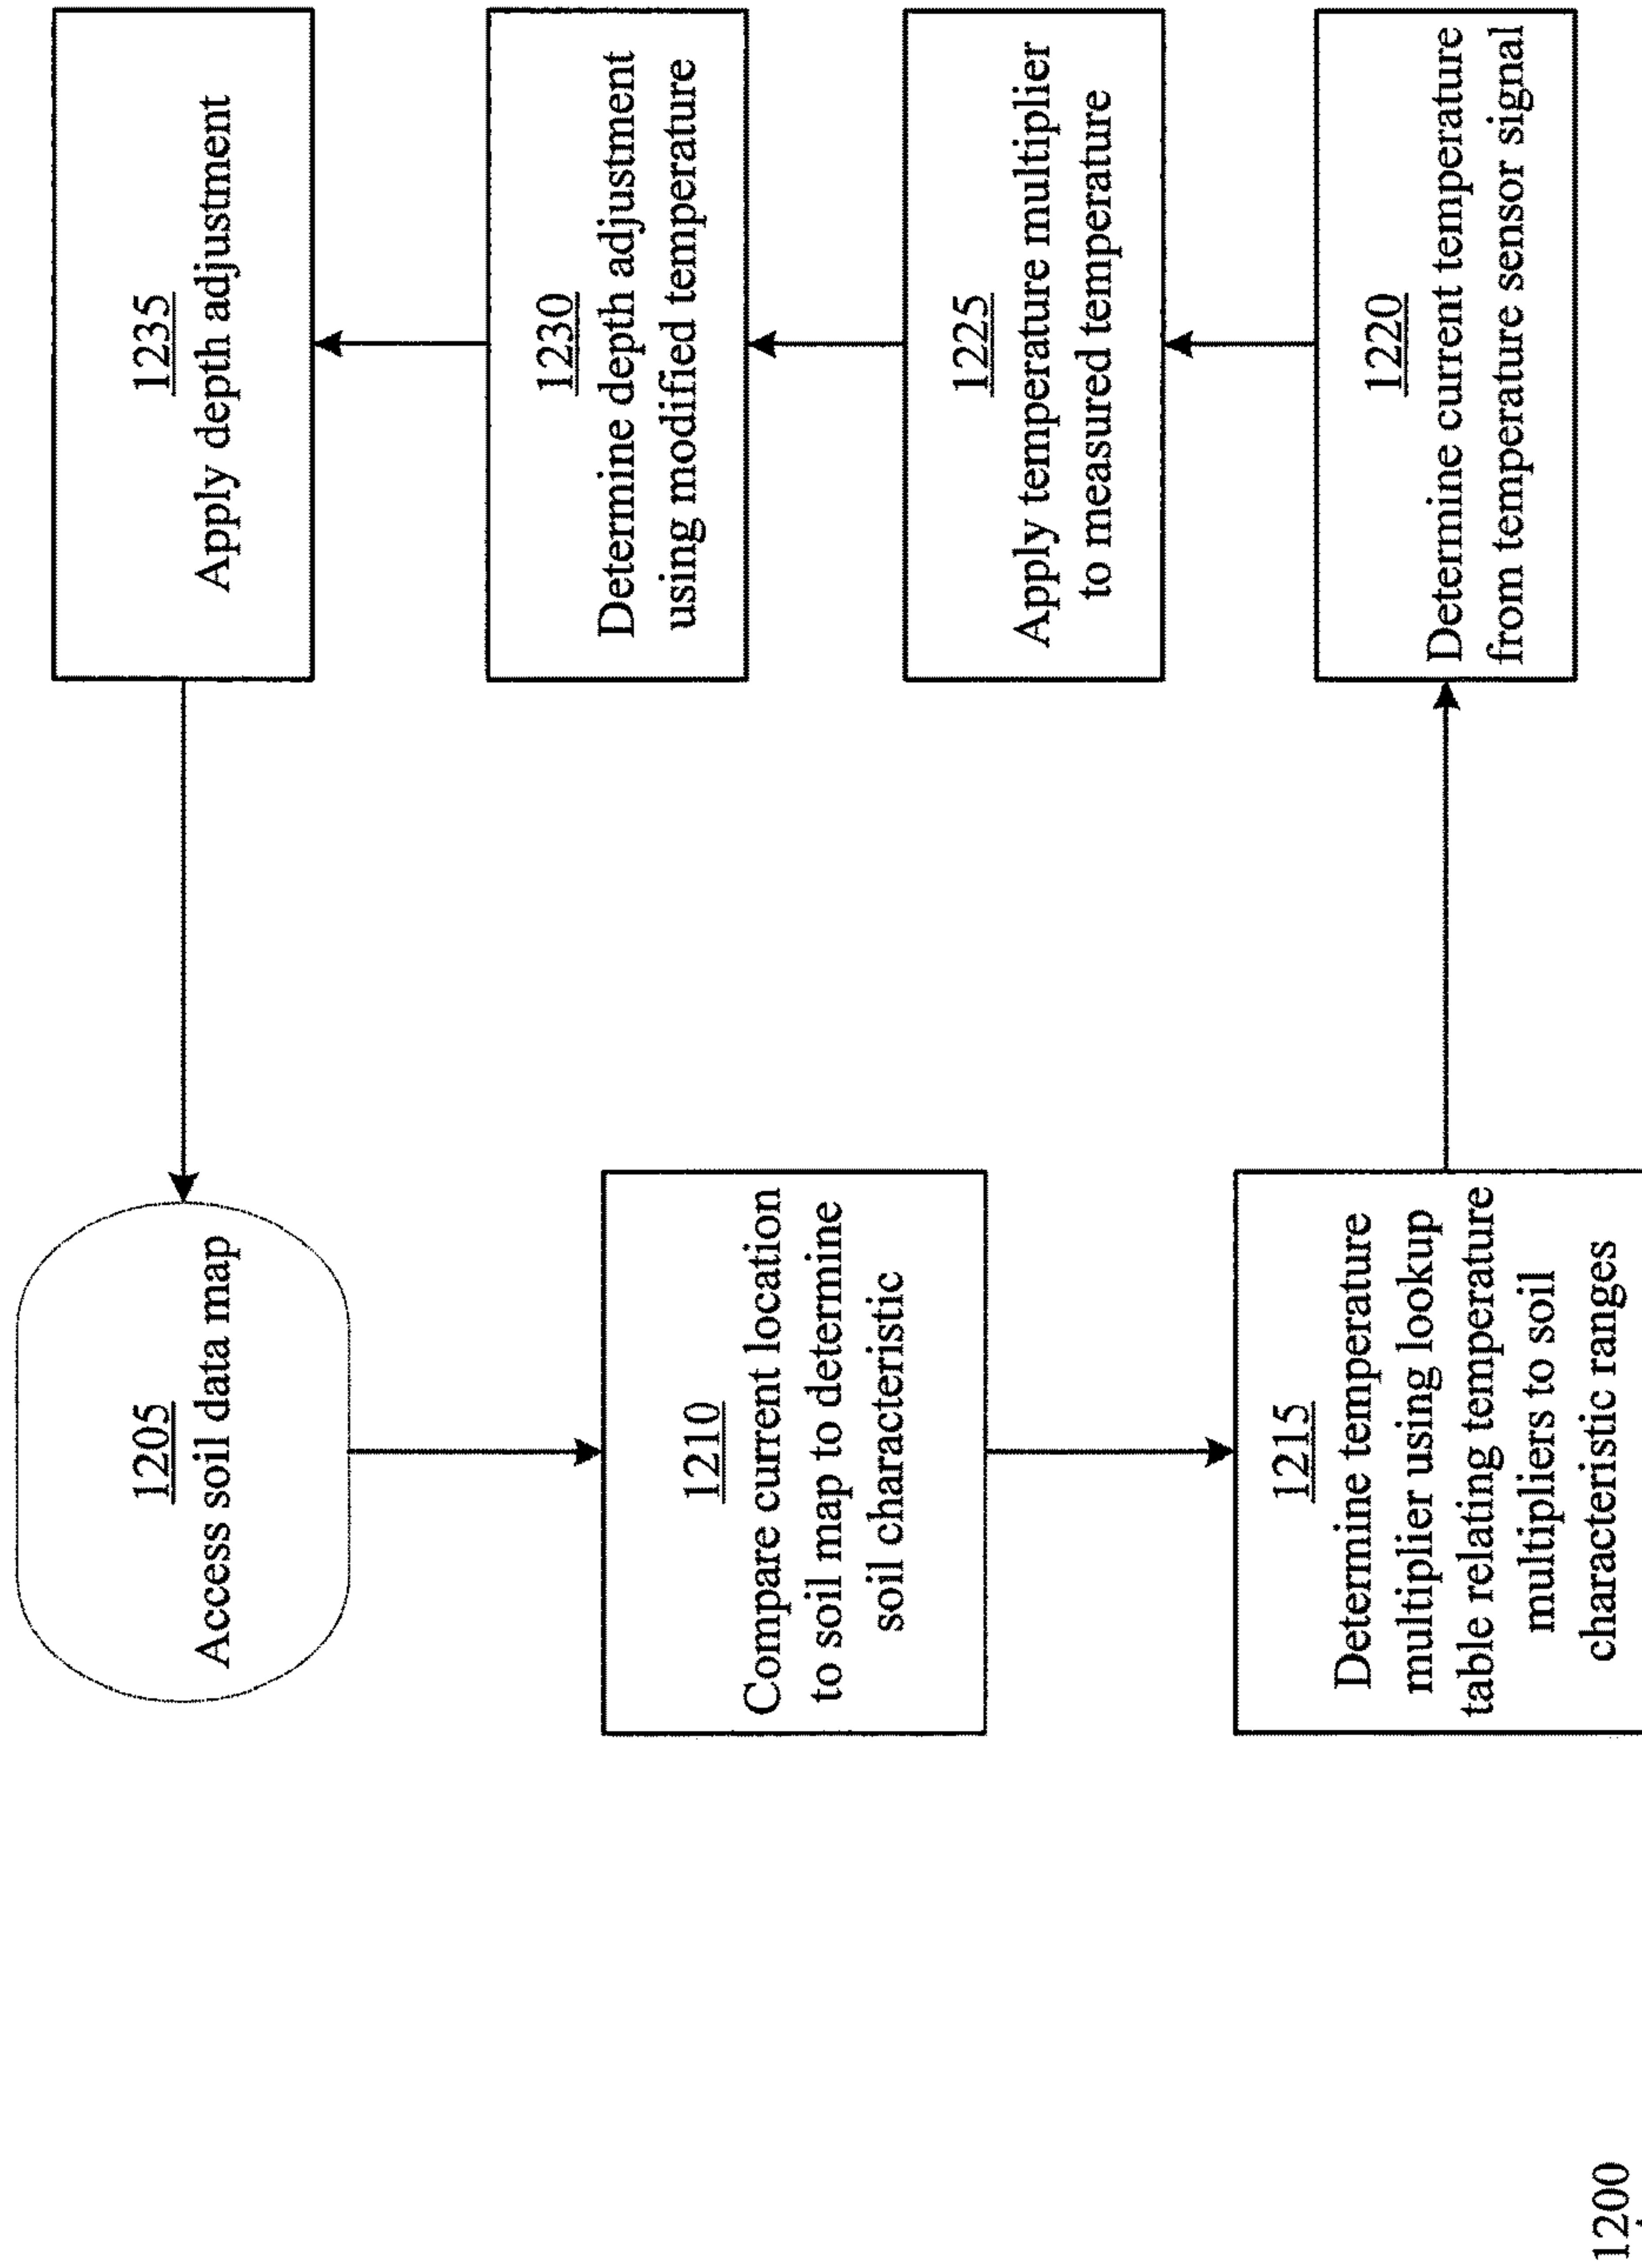 1200
1205
Access soil data map
1210
Compare current location
to soil map to determine
soil characteristic
1215
Determine temperature
multiplier using lookup
table relating temperature
multipliers to soil
characteristic ranges
1220
Determine current temperature
from temperature sensor signal
1225
Apply temperature multiplier
to measured temperature
1230
Determine depth adjustment
using modified temperature
1235
Apply depth adjustment